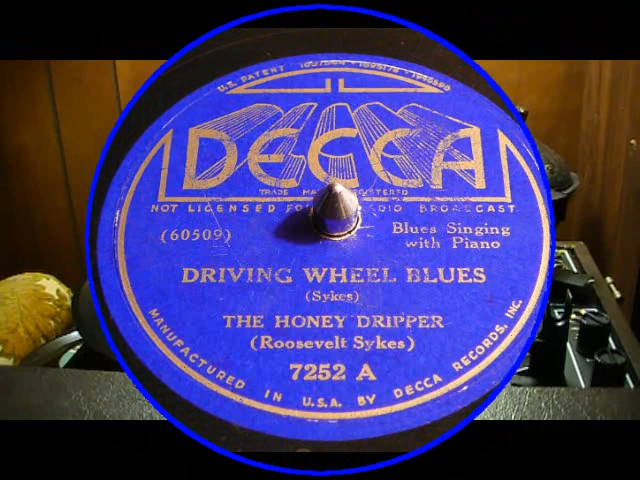 U.S. PATENT
DECCA
TRADE MARK REGISTERED
NOT LICENSED FOR RADIO BROADCAST
(60509)
Blues Singing
with Piano
DRIVING WHEEL BLUES
(Sykes)
THE HONEY DRIPPER
(Roosevelt Sykes)
7252 A
MANUFACTURED IN U.S.A. BY DECCA RECORDS, INC.